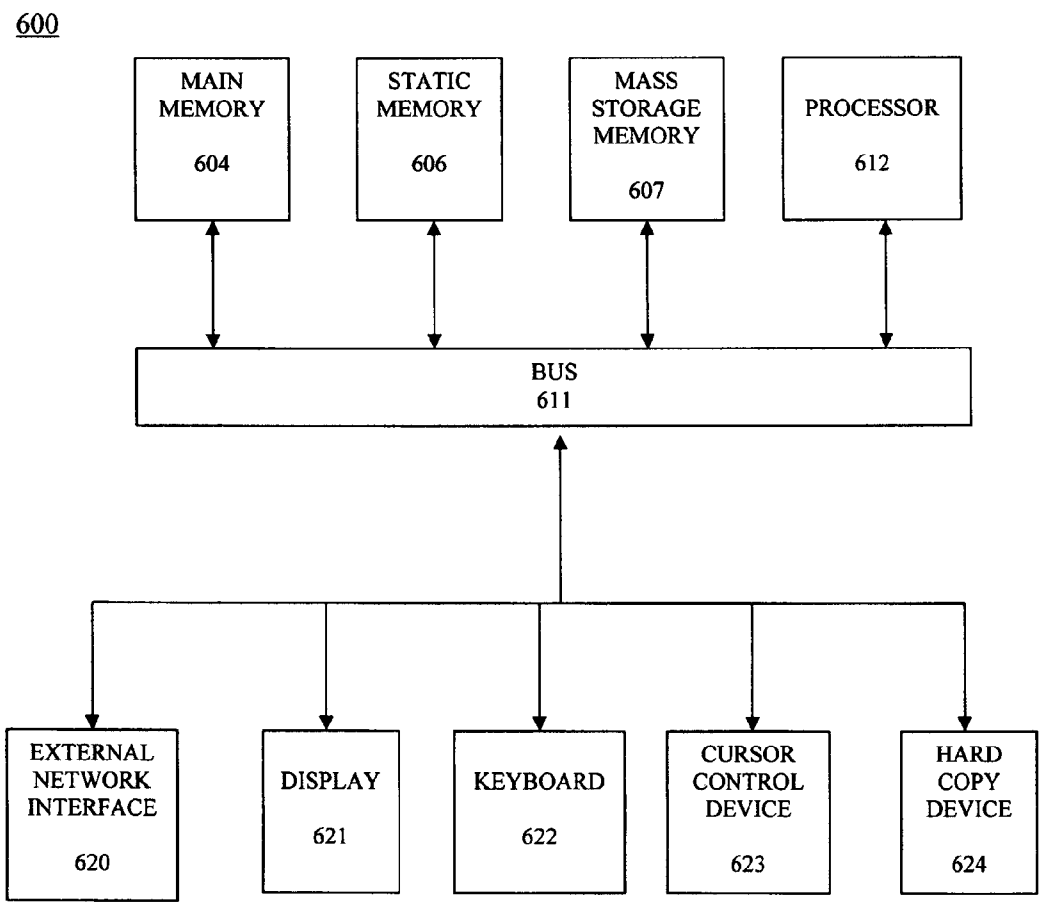 600
MAIN
MEMORY
604
STATIC
MEMORY
606
MASS
STORAGE
MEMORY
607
PROCESSOR
612
BUS
611
EXTERNAL
NETWORK
INTERFACE
620
DISPLAY
621
KEYBOARD
622
CURSOR
CONTROL
DEVICE
623
HARD
COPY
DEVICE
624